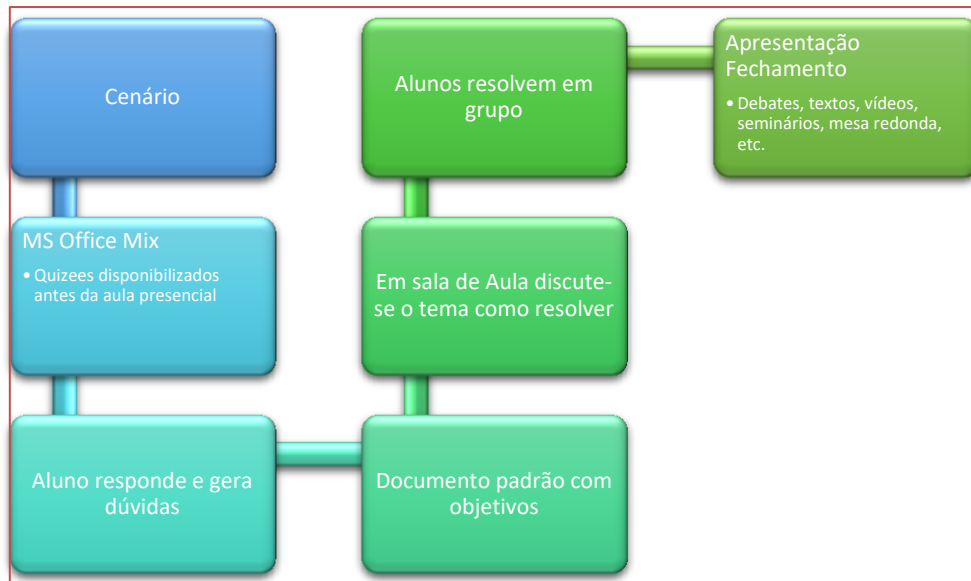 Cenário
MS Office Mix
• Quizees disponibilizados
antes da aula presencial
Aluno responde e gera
dúvidas
Documento padrão com
objetivos
Em sala de Aula discute-
se o tema como resolver
Alunos resolvem em
grupo
Apresentação
Fechamento
• Debates, textos, vídeos,
seminários, mesa redonda,
etc.